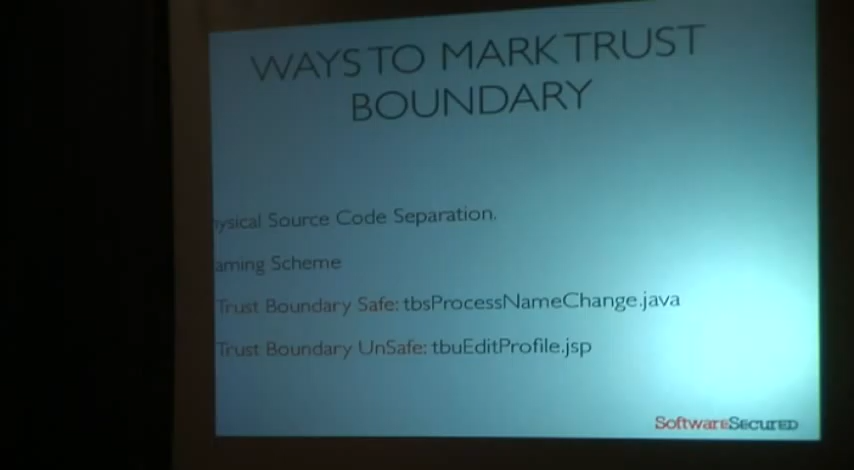 WAYS TO MARK TRUST
BOUNDARY
ysical Source Code Separation.
aming Scheme
Trust Boundary Safe: tbsProcessNameChange.java
Trust Boundary UnSafe: tbuEditProfile.jsp
SoftwareSecured